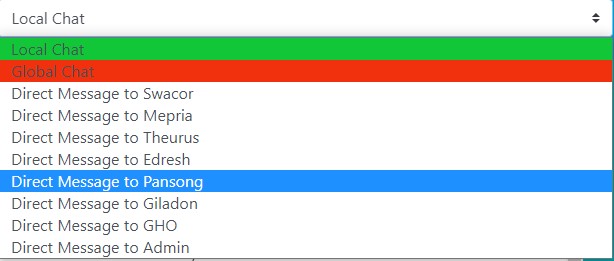 Local Chat
Local Chat
Global Chat
Direct Message to Swacor
Direct Message to Mepria
Direct Message to Theurus
Direct Message to Edresh
Direct Message to Pansong
Direct Message to Giladon
Direct Message to GHO
Direct Message to Admin